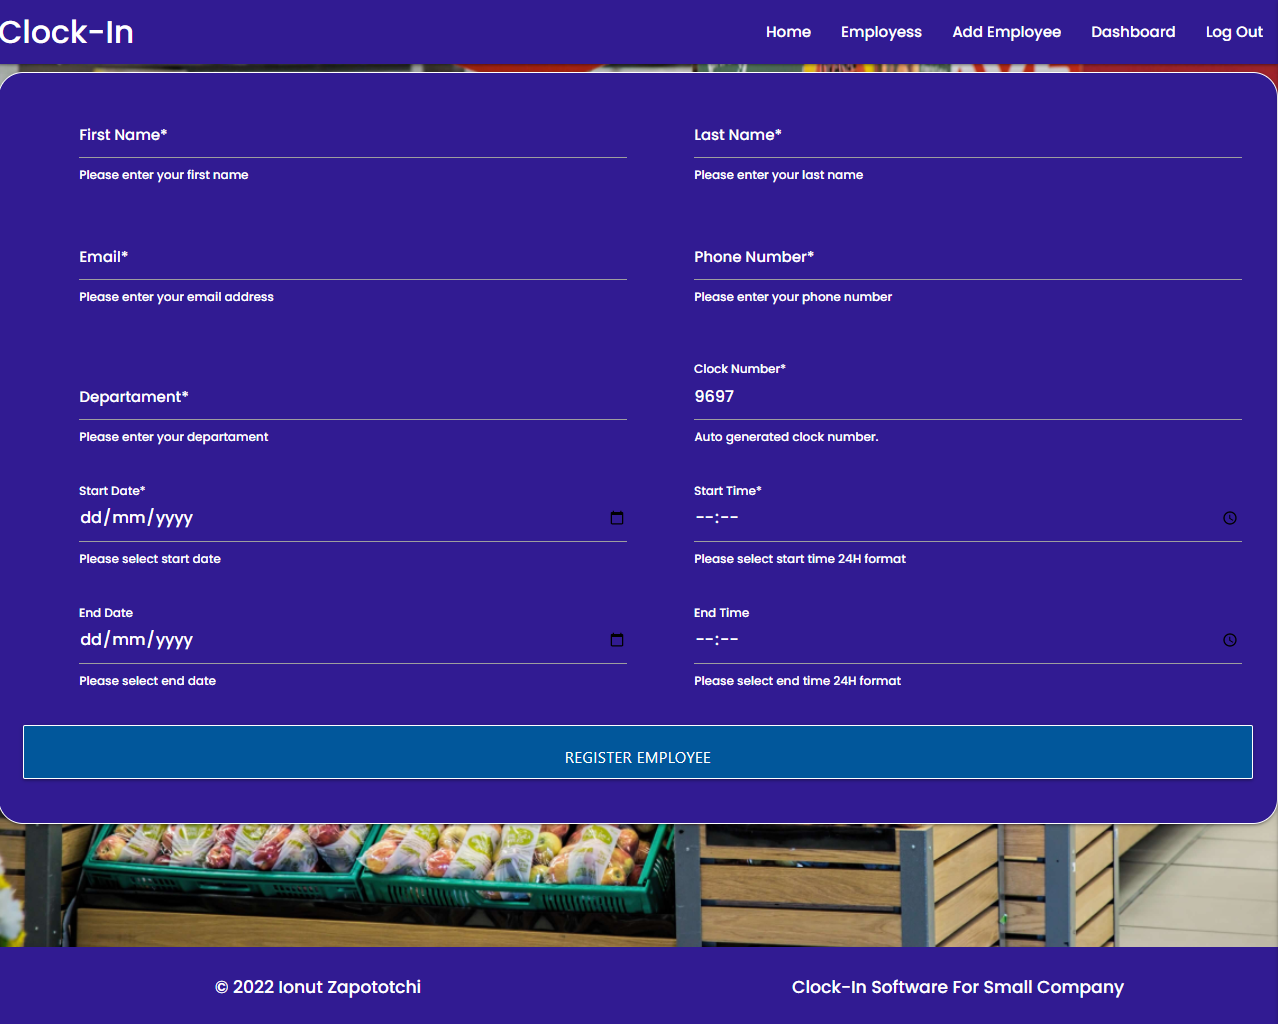 Clock-In
Home Employess Add Employee Dashboard Log Out
First Name* Last Name*
Please enter your first name Please enter your last name
Email* Phone Number*
Please enter your email address Please enter your phone number
Clock Number*
Departament* 9697
Please enter your departament Auto generated clock number.
Start Date* Start Time*
dd/mm/yyyy --:--
Please select start date Please select start time 24H format
End Date End Time
dd/mm/yyyy --:--
Please select end date Please select end time 24H format
REGISTER EMPLOYEE
© 2022 Ionut Zapototchi Clock-In Software For Small Company